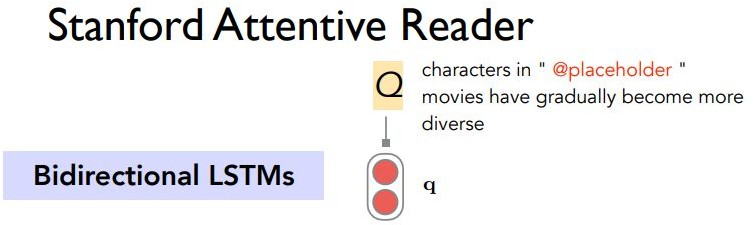 Stanford Attentive Reader
Q
characters in " @placeholder "
movies have gradually become more
diverse
Bidirectional LSTMs
q